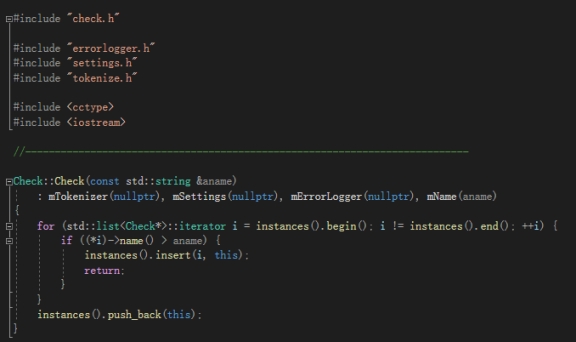 #include "check.h"
#include "errorlogger.h"
#include "settings.h"
#include "tokenize.h"
#include <cctype>
#include <iostream>
//---------------------------------------------------------------------------
Check::Check(const std::string &aname)
    : mTokenizer(nullptr), mSettings(nullptr), mErrorLogger(nullptr), mName(aname)
{
    for (std::list<Check*>::iterator i = instances().begin(); i != instances().end(); ++i) {
        if ((*i)->name() > aname) {
            instances().insert(i, this);
            return;
        }
    }
    instances().push_back(this);
}